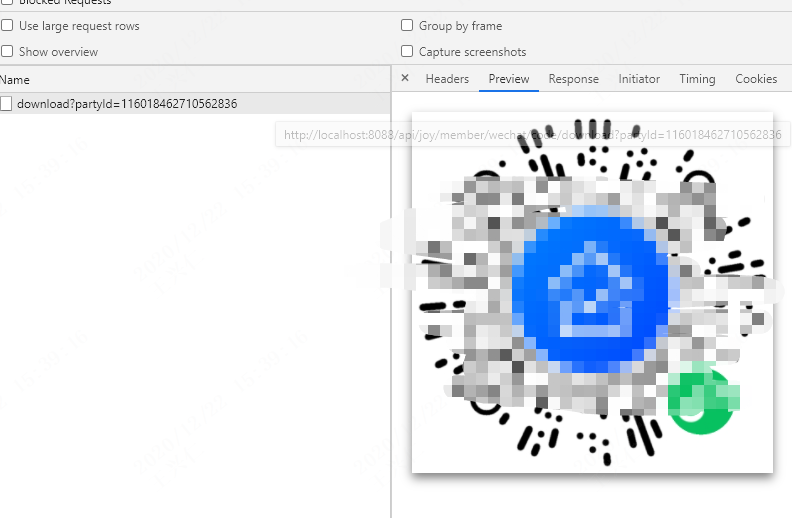 Blocked Requests
Use large request rows
Group by frame
Show overview
Capture screenshots
Name
Headers
Preview
Response
Initiator
Timing
Cookies
download?partyId=116018462710562836
http://localhost:8088/api/joy/member/wechat/code/download?partyId=116018462710562836